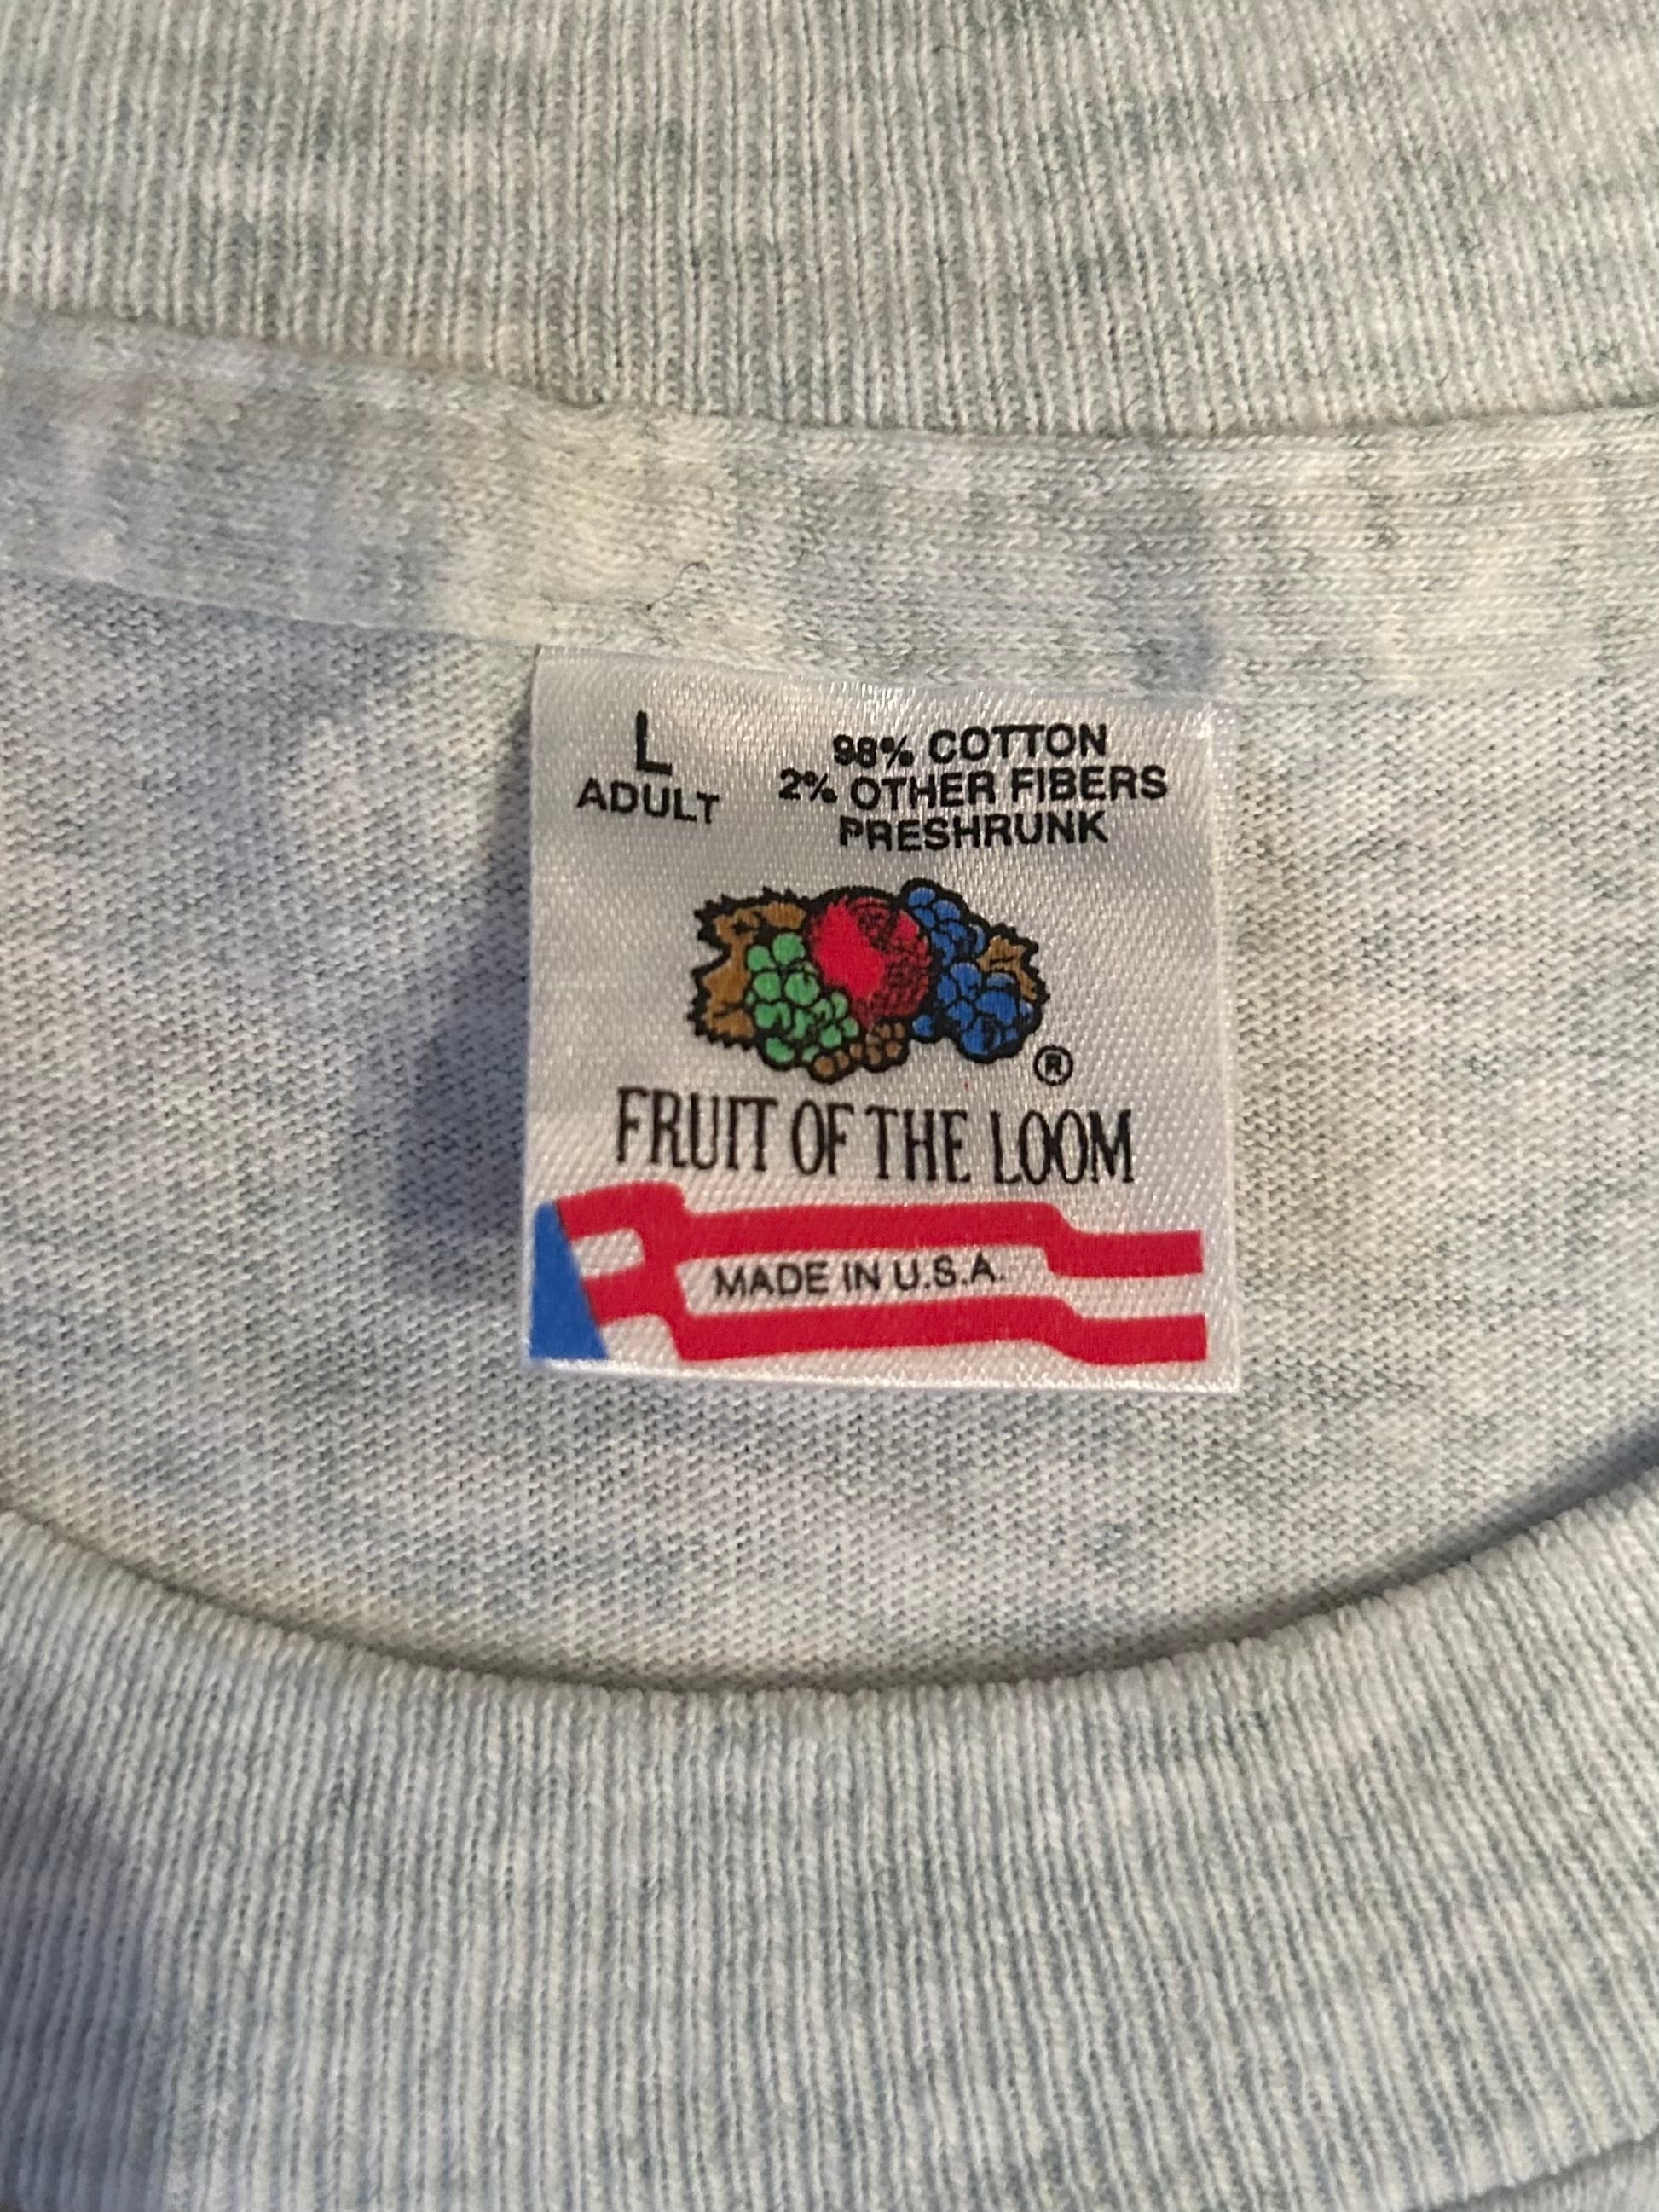 L
ADULT
98% COTTON
2% OTHER FIBERS
PRESHRUNK
®
FRUIT OF THE LOOM
MADE IN U.S.A.